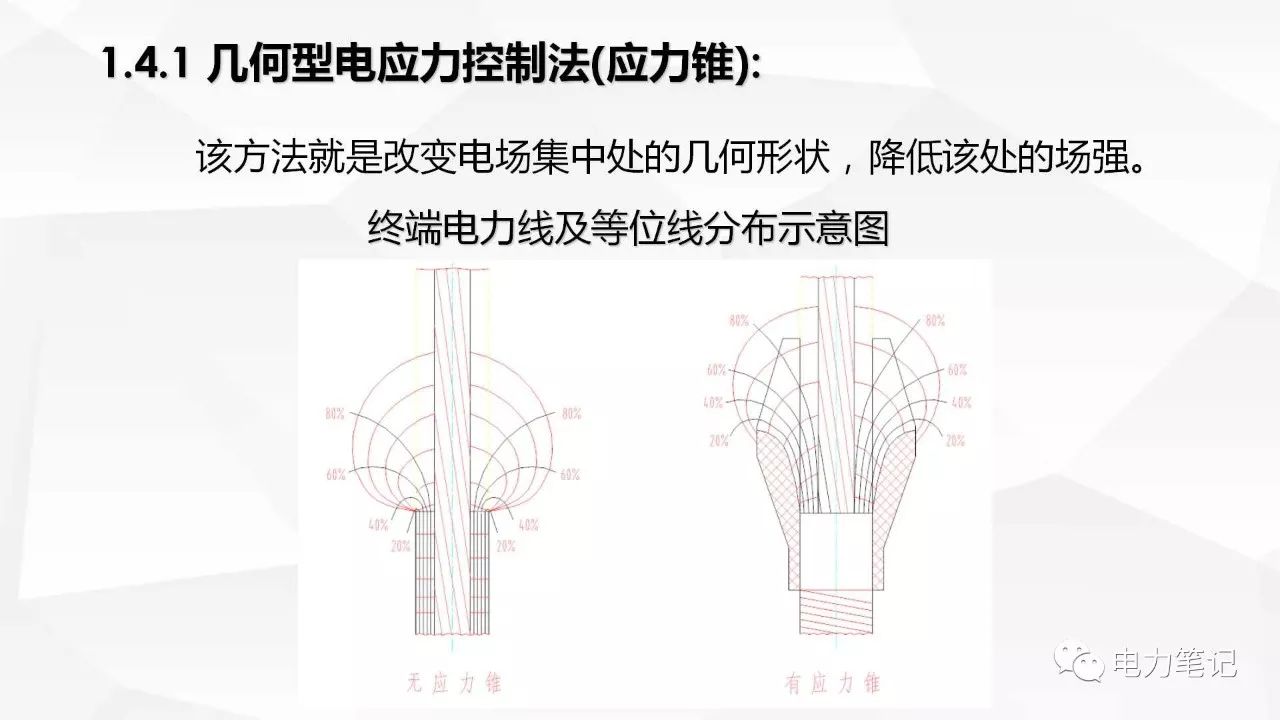 1.4.1 几何型电应力控制法(应力锥):
该方法就是改变电场集中处的几何形状，降低该处的场强。
终端电力线及等位线分布示意图
80%
80%
60%
60%
40%
40%
20%
20%
无应力锥
80%
80%
60%
60%
40%
40%
20%
20%
有应力锥
电力笔记